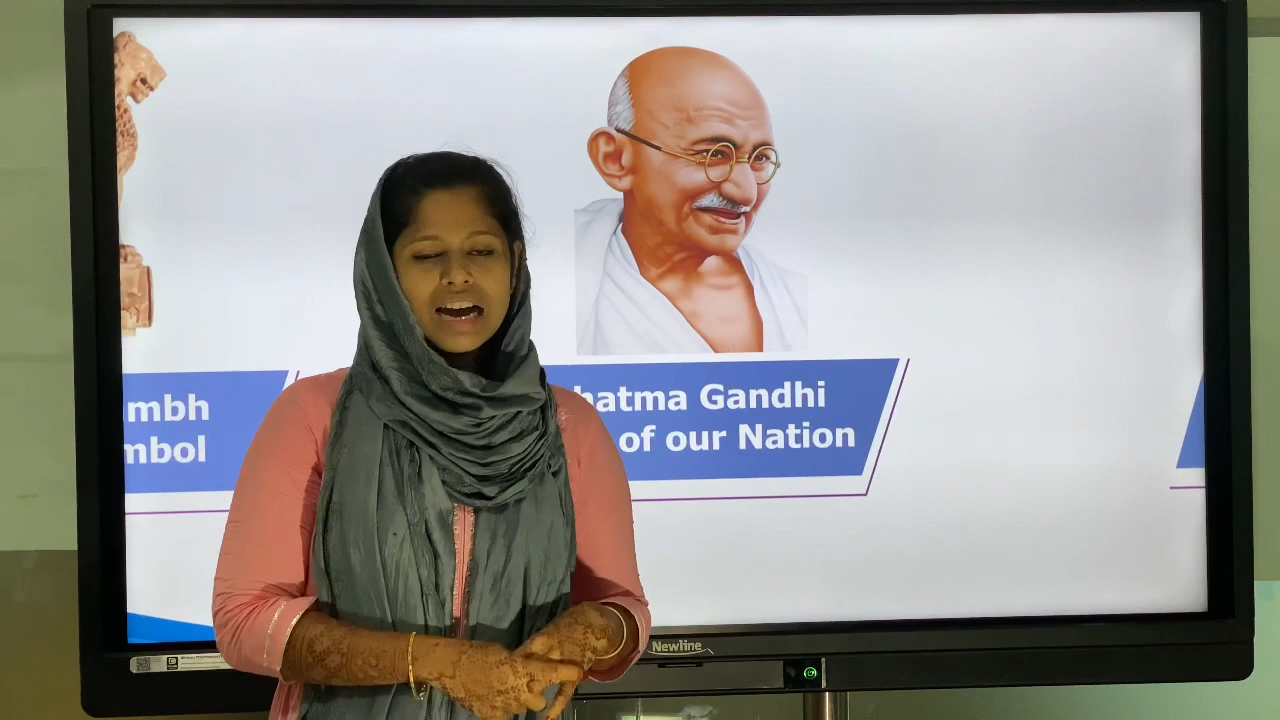 mbh
mbol
hatma Gandhi
of our Nation
Newline